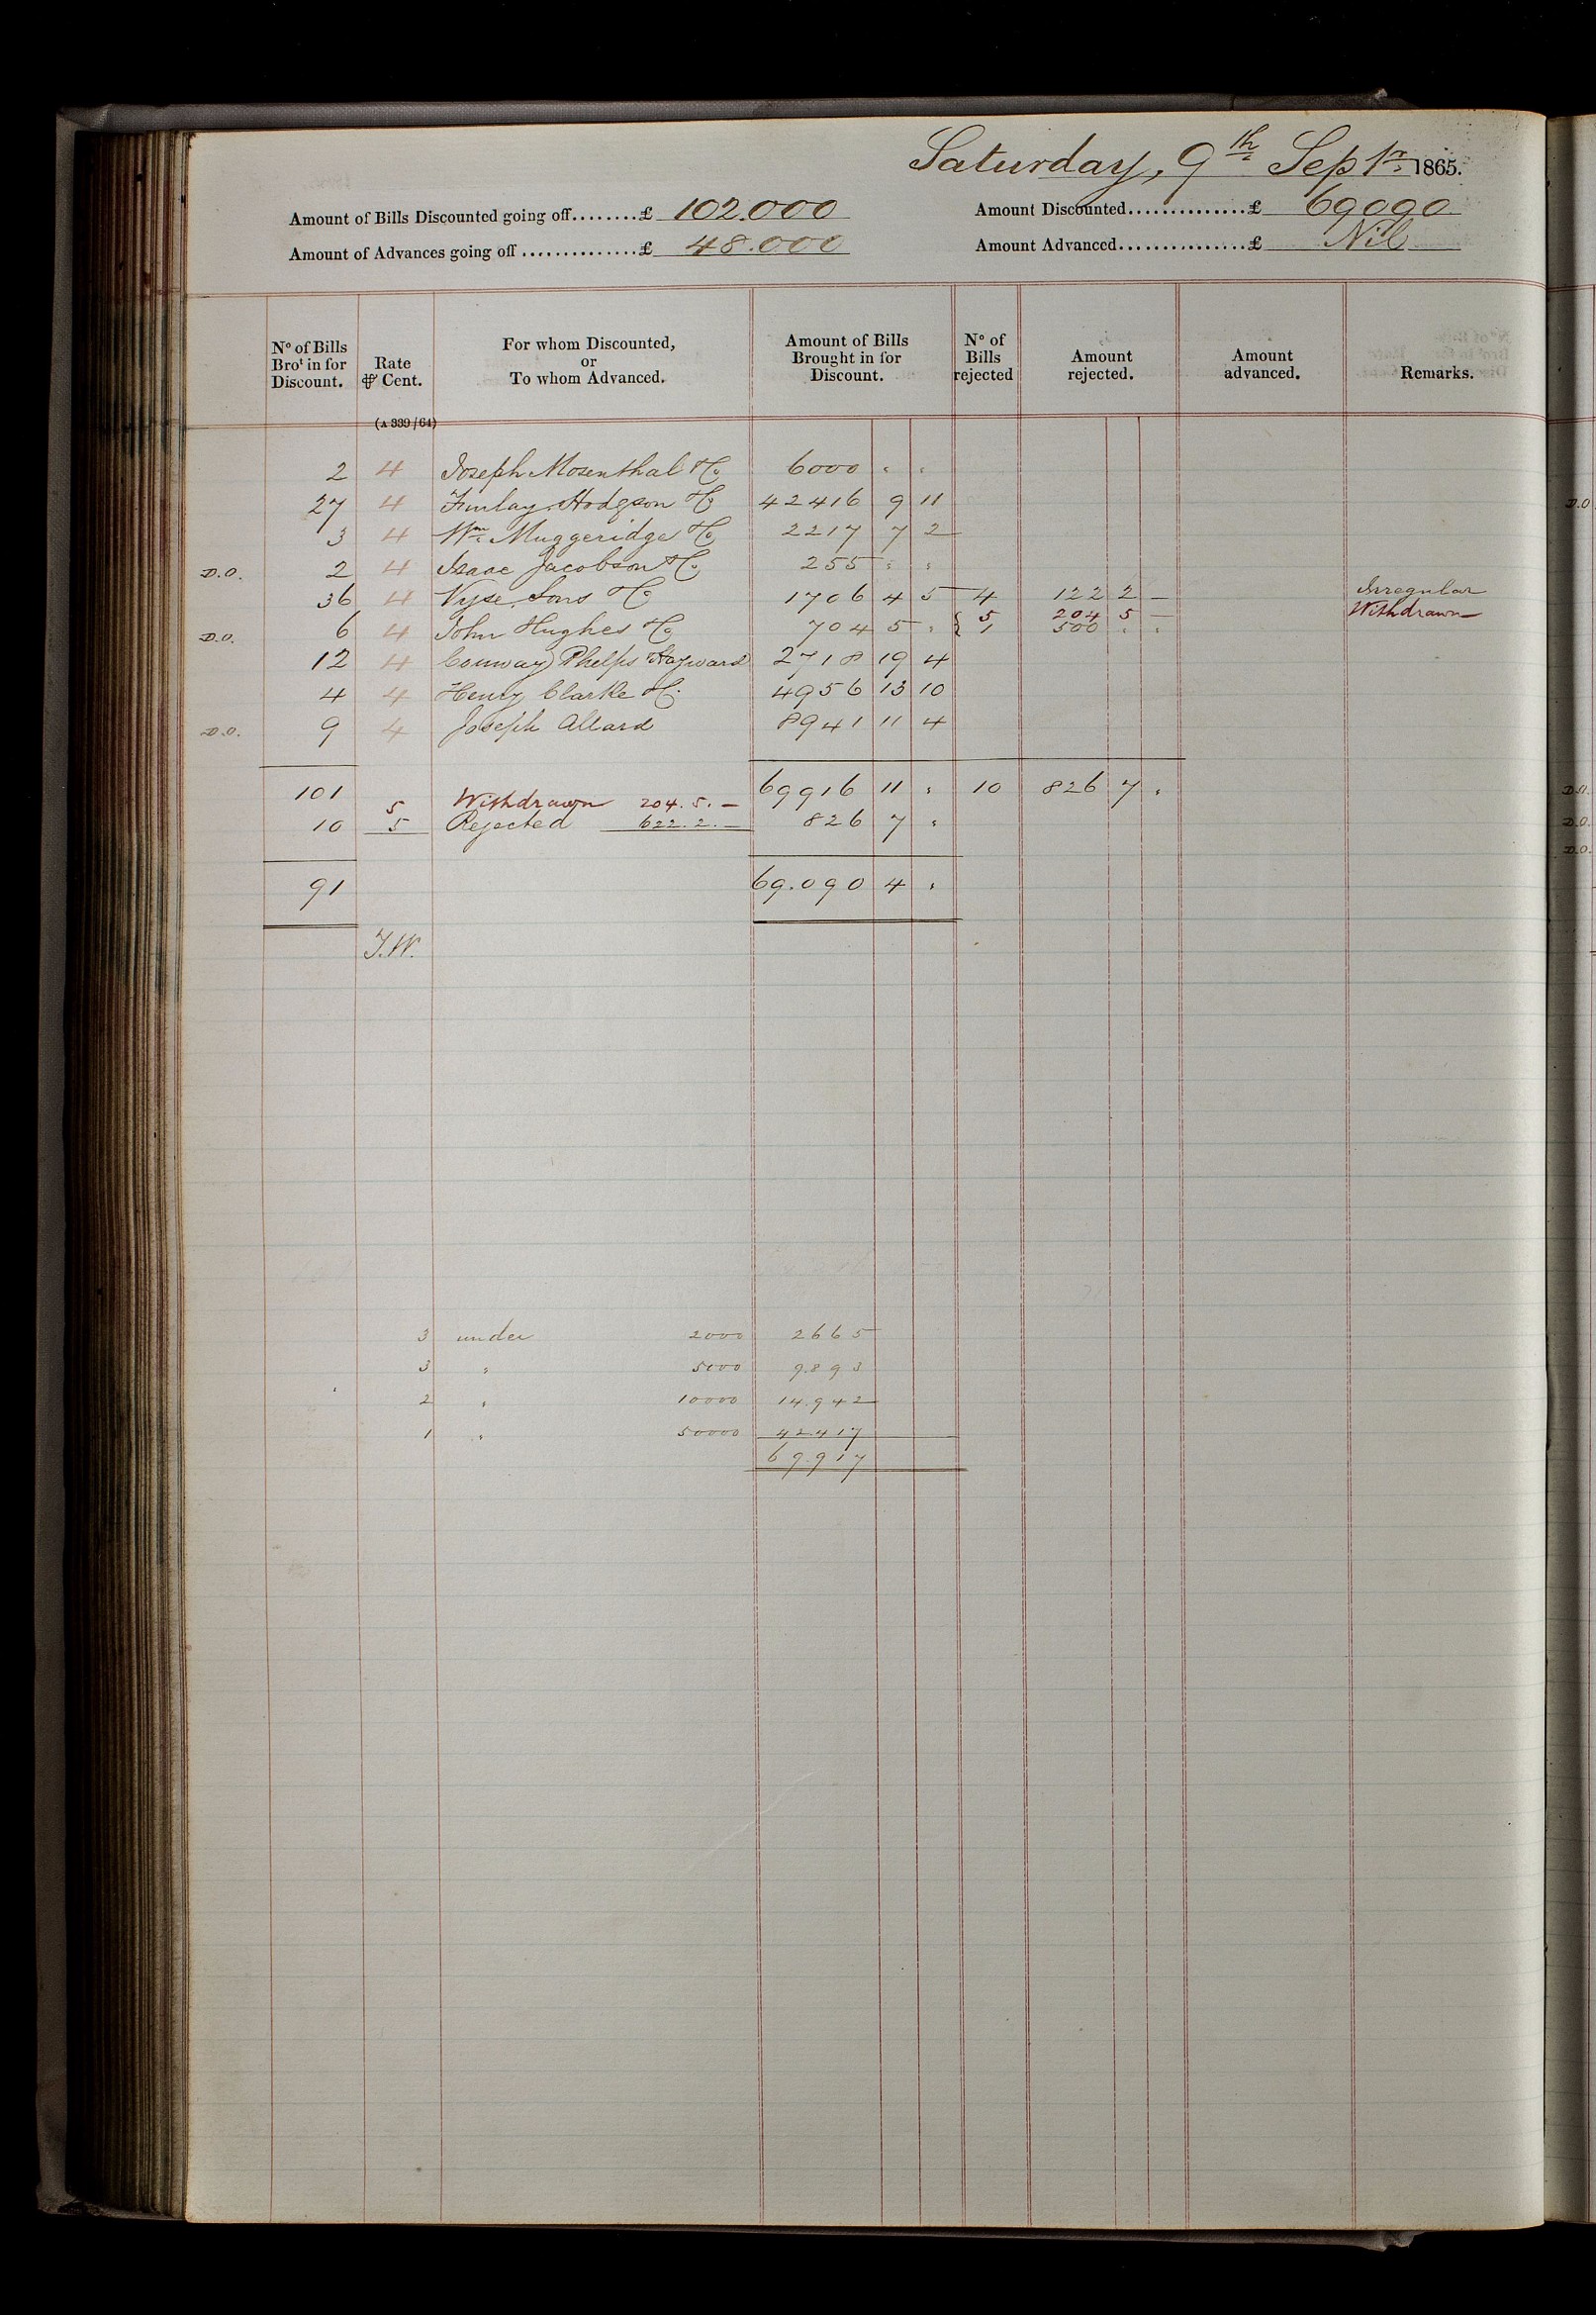 Saturday, 9th Septr 1865.
Amount of Bills Discounted going off........£ 102.000 Amount Discounted...............£ 69090
Amount of Advances going off ...............£ 48.000 Amount Advanced................£ Nil
No of Bills Brot in for Discount. Rate ⅌ Cent. For whom Discounted, or To whom Advanced. Amount of Bills Brought in for Discount. No of Bills rejected Amount rejected. Amount advanced. Remarks.
(A 339/64)
2 4 Joseph Mosenthal & Co 6000 " "
27 4 Finlay Hodgson & Co 42416 9 11
3 4 Wm Muggeridge & Co 2217 7 2
D.O. 2 4 Isaac Jacobson & Co 255 " "
36 4 Vyse Sons & Co 1706 4 5 4 122 2 — Irregular
5 204 5 — Withdrawn
D.O. 6 4 John Hughes & Co 704 5 " 1 500 " "
12 4 Conway Phelps Hayward 2718 19 4
4 4 Henry Clarke & Co 4956 13 10
D.O. 9 4 Joseph Allard 8941 11 4
101 69916 11 " 10 826 7 "
5 Withdrawn 204. 5. —
10 5 Rejected 622. 2. — 826 7 "
91 69.090 4 "
J.W.
3 under 2000 2665
3 " 5000 9.893
2 " 10000 14.942
1 " 50000 42417
69917
D.O
D.O.
D.O.
D.O.